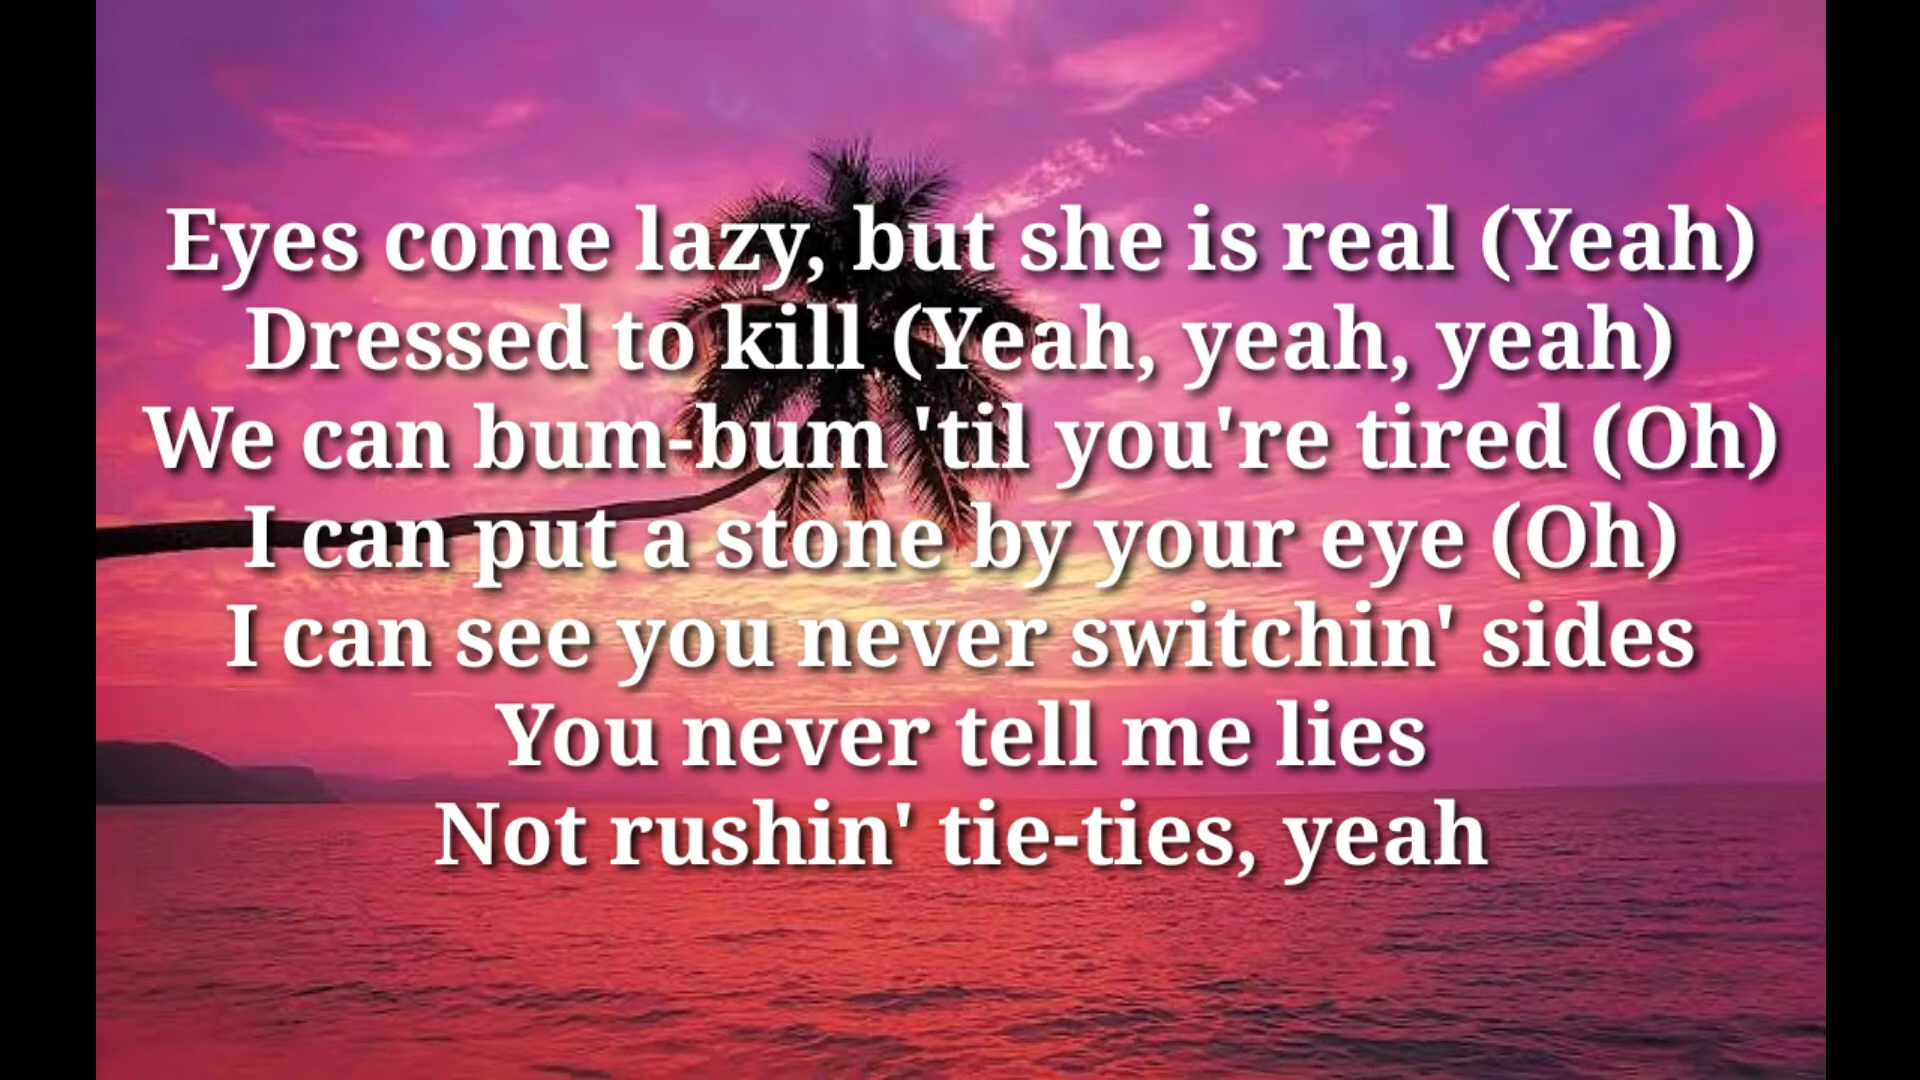 Eyes come lazy, but she is real (Yeah)
Dressed to kill (Yeah, yeah, yeah)
We can bum-bum 'til you're tired (Oh)
I can put a stone by your eye (Oh)
I can see you never switchin' sides
You never tell me lies
Not rushin' tie-ties, yeah